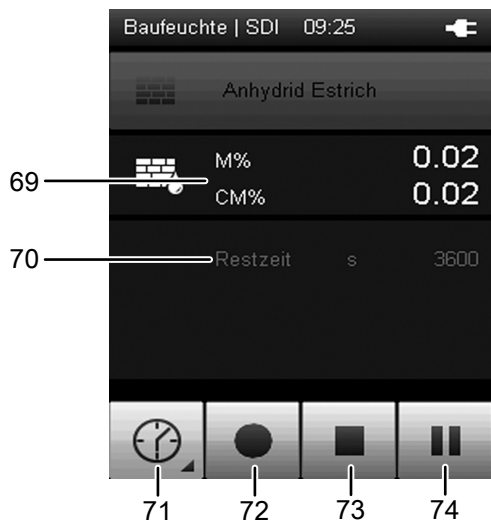 Baufeuchte | SDI 09:25
Anhydrid Estrich
69
M% 0.02
CM% 0.02
70
Restzeit s 3600
71 72 73 74